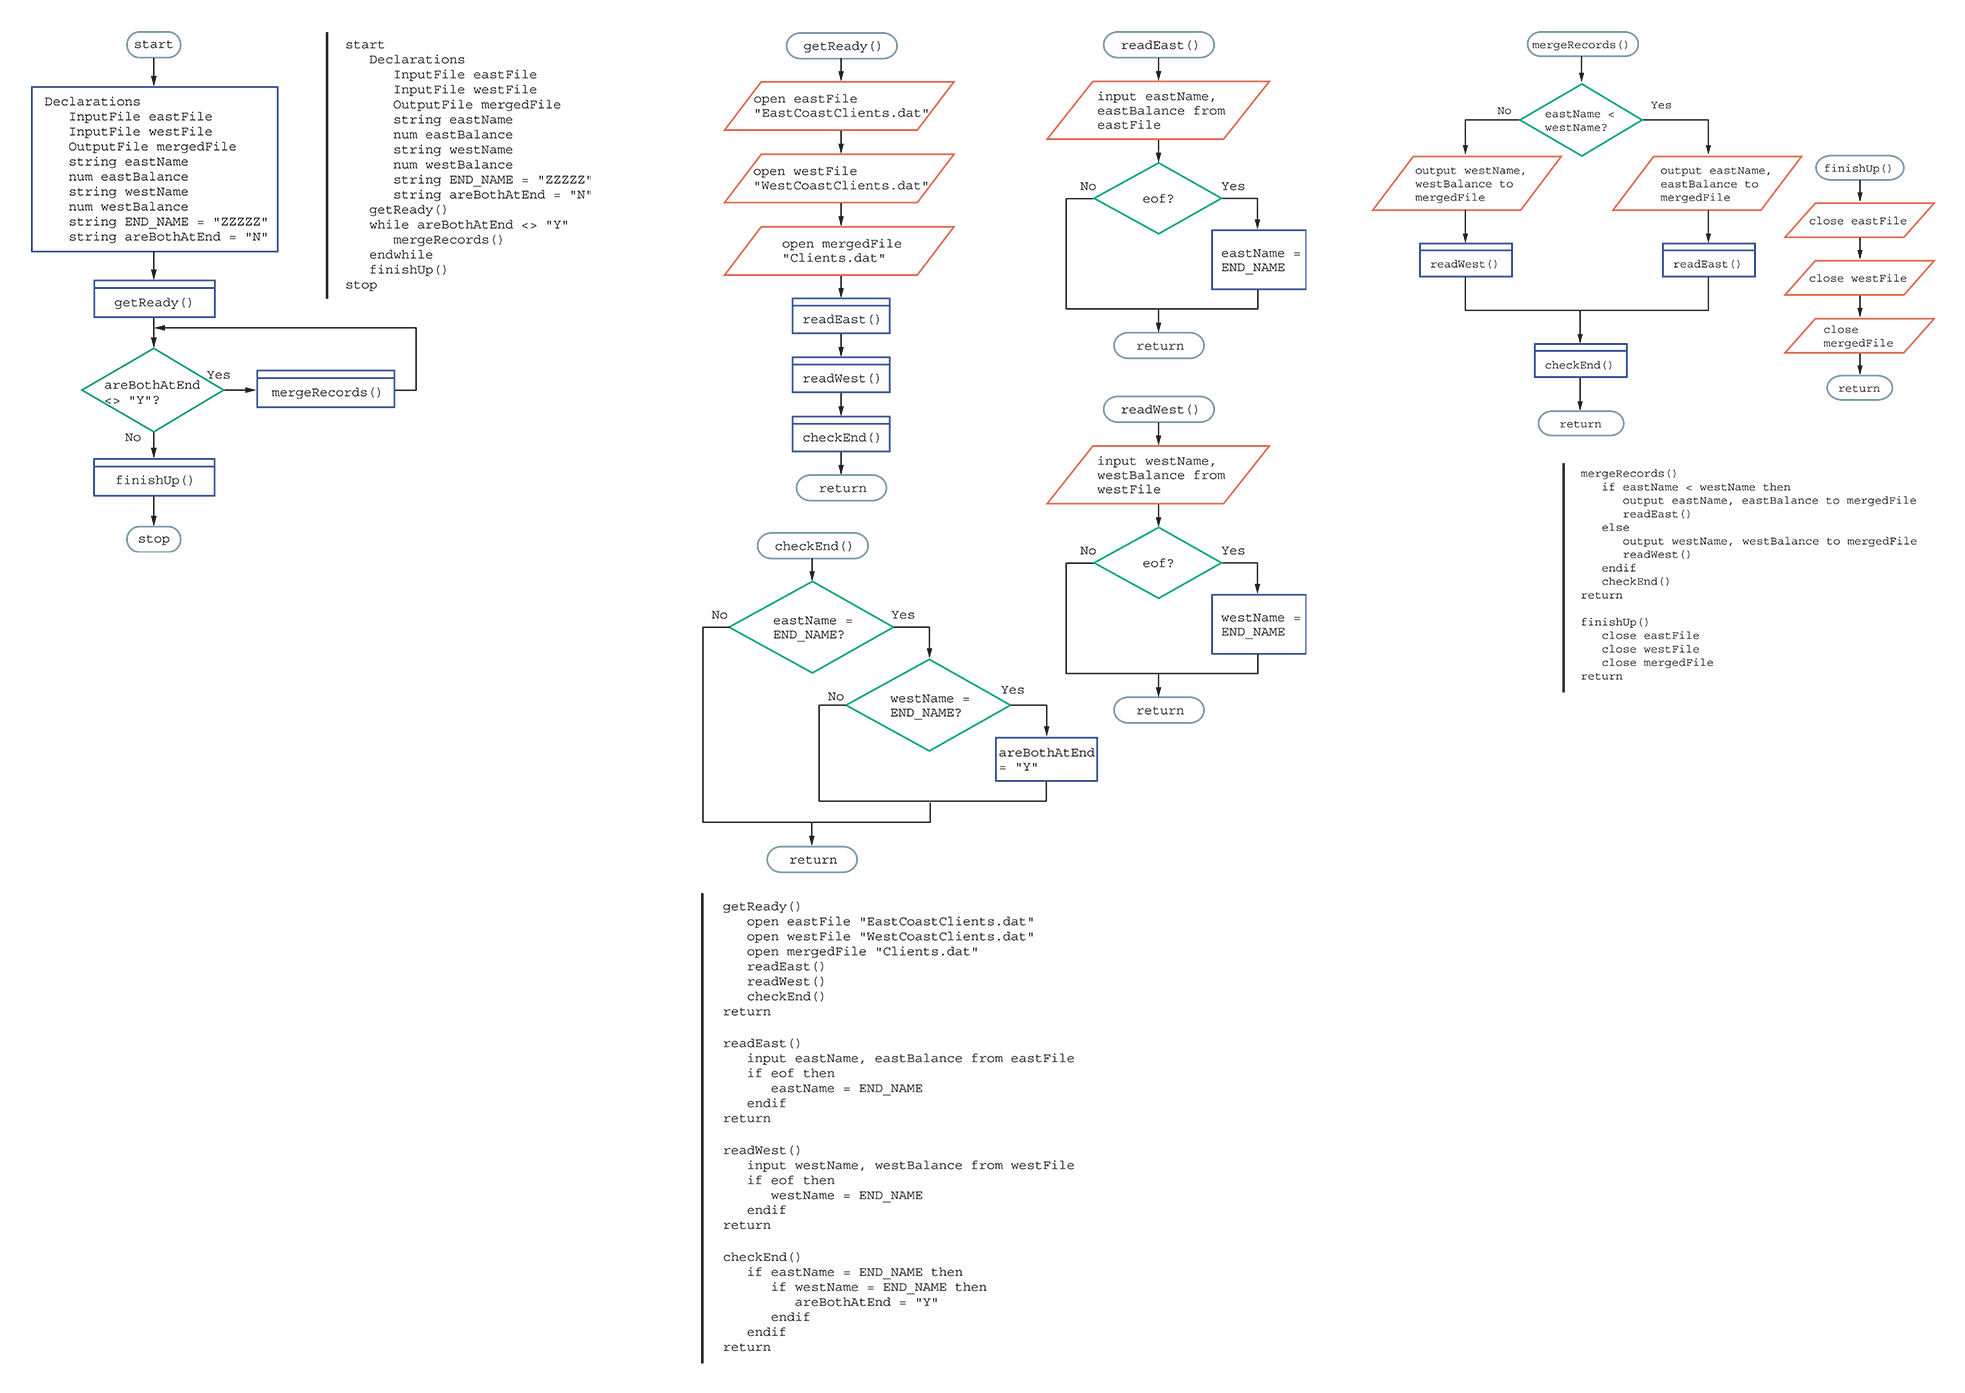 start
Declarations
InputFile eastFile
InputFile westFile
OutputFile mergedFile
string eastName
num eastBalance
string westName
num westBalance
string END_NAME = "ZZZZZ"
string areBothAtEnd = "N"
getReady()
areBothAtEnd
<> "Y"?
Yes
mergeRecords()
No
finishUp()
stop
start
Declarations
InputFile eastFile
InputFile westFile
OutputFile mergedFile
string eastName
num eastBalance
string westName
num westBalance
string END_NAME = "ZZZZZ"
string areBothAtEnd = "N"
getReady()
while areBothAtEnd <> "Y"
mergeRecords()
endwhile
finishUp()
stop
getReady()
open eastFile
"EastCoastClients.dat"
open westFile
"WestCoastClients.dat"
open mergedFile
"Clients.dat"
readEast()
readWest()
checkEnd()
return
readEast()
input eastName,
eastBalance from
eastFile
No
eof?
Yes
eastName =
END_NAME
return
readWest()
input westName,
westBalance from
westFile
No
eof?
Yes
westName =
END_NAME
return
checkEnd()
No
eastName =
END_NAME?
Yes
No
westName =
END_NAME?
Yes
areBothAtEnd
= "Y"
return
getReady()
open eastFile "EastCoastClients.dat"
open westFile "WestCoastClients.dat"
open mergedFile "Clients.dat"
readEast()
readWest()
checkEnd()
return
readEast()
input eastName, eastBalance from eastFile
if eof then
eastName = END_NAME
endif
return
readWest()
input westName, westBalance from westFile
if eof then
westName = END_NAME
endif
return
checkEnd()
if eastName = END_NAME then
if westName = END_NAME then
areBothAtEnd = "Y"
endif
endif
return
mergeRecords()
No
eastName <
westName?
Yes
output westName,
westBalance to
mergedFile
output eastName,
eastBalance to
mergedFile
readWest()
readEast()
checkEnd()
return
finishUp()
close eastFile
close westFile
close
mergedFile
return
mergeRecords()
if eastName < westName then
output eastName, eastBalance to mergedFile
readEast()
else
output westName, westBalance to mergedFile
readWest()
endif
checkEnd()
return
finishUp()
close eastFile
close westFile
close mergedFile
return